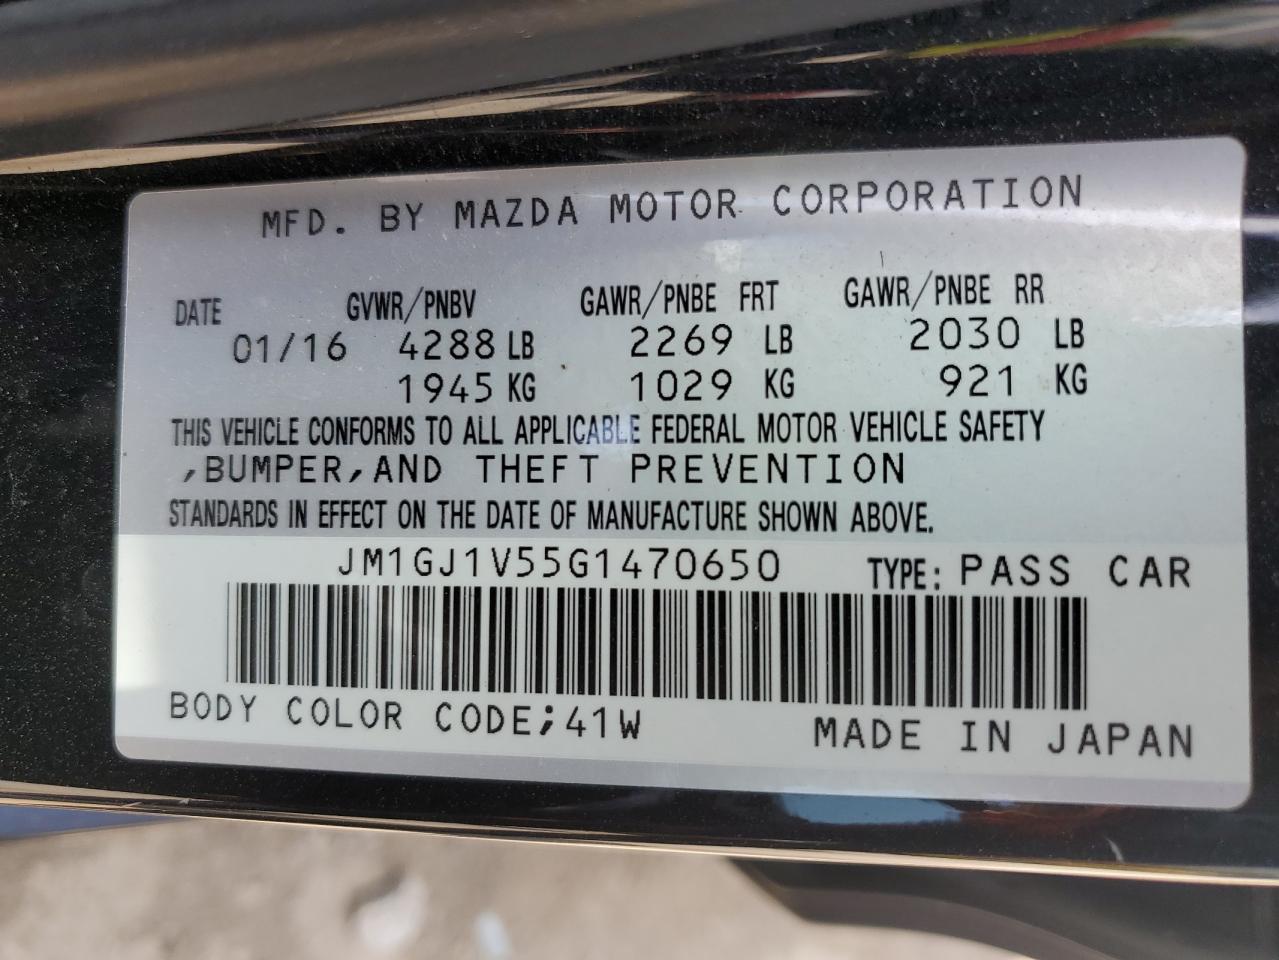 MFD. BY MAZDA MOTOR CORPORATION
DATE GVWR/PNBV GAWR/PNBE FRT GAWR/PNBE RR
01/16 4288 LB 2269 LB 2030 LB
1945 KG 1029 KG 921 KG
THIS VEHICLE CONFORMS TO ALL APPLICABLE FEDERAL MOTOR VEHICLE SAFETY
,BUMPER,AND THEFT PREVENTION
STANDARDS IN EFFECT ON THE DATE OF MANUFACTURE SHOWN ABOVE.
JM1GJ1V55G1470650 TYPE: PASS CAR
BODY COLOR CODE;41W MADE IN JAPAN